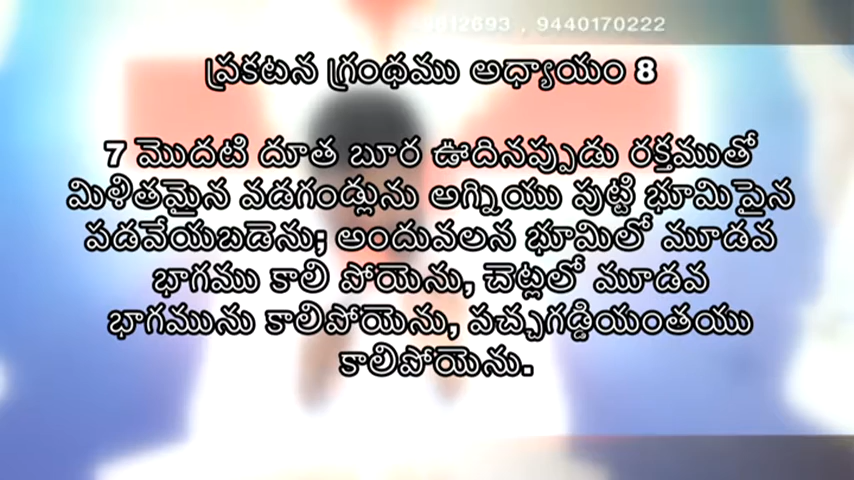 9440170222
ప్రకటన గ్రంథము అధ్యాయం 8
7 మొదటి దూత బూర ఊదినప్పుడు రక్తముతో
మిళితమైన వడగండ్లును అగ్నియు పుట్టి భూమిపైన
పడవేయబడెను; అందువలన భూమిలో మూడవ
భాగము కాలి పోయెను, చెట్లలో మూడవ
భాగమును కాలిపోయెను, పచ్చగడ్డియంతయు
కాలిపోయెను.